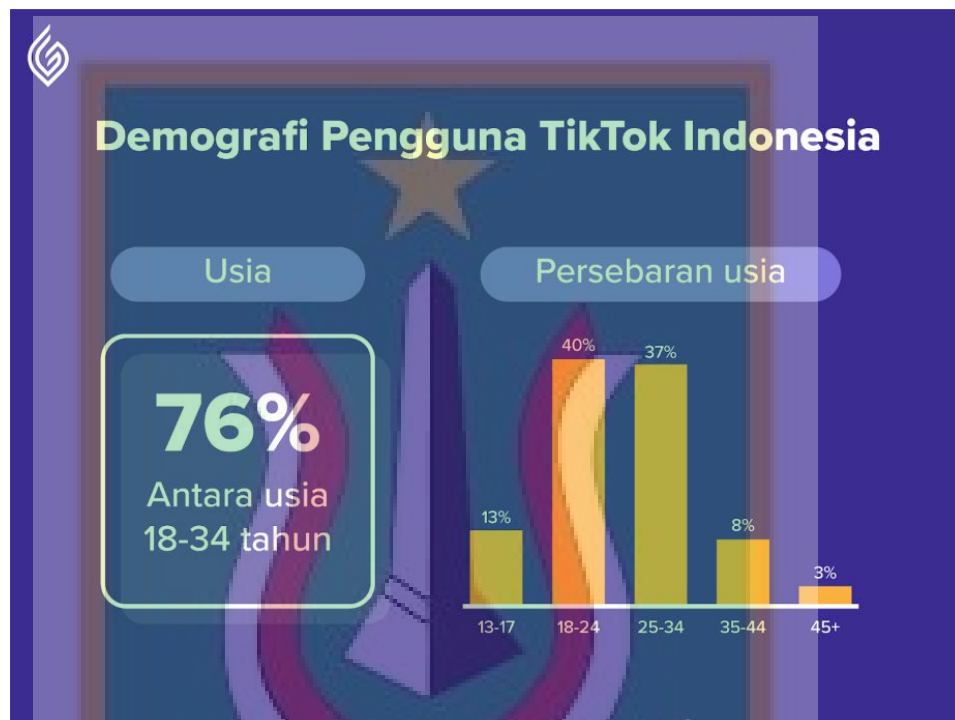 Demografi Pengguna TikTok Indonesia
Usia
76%
Antara usia
18-34 tahun
Persebaran usia
13%
40%
37%
8%
3%
13-17
18-24
25-34
35-44
45+